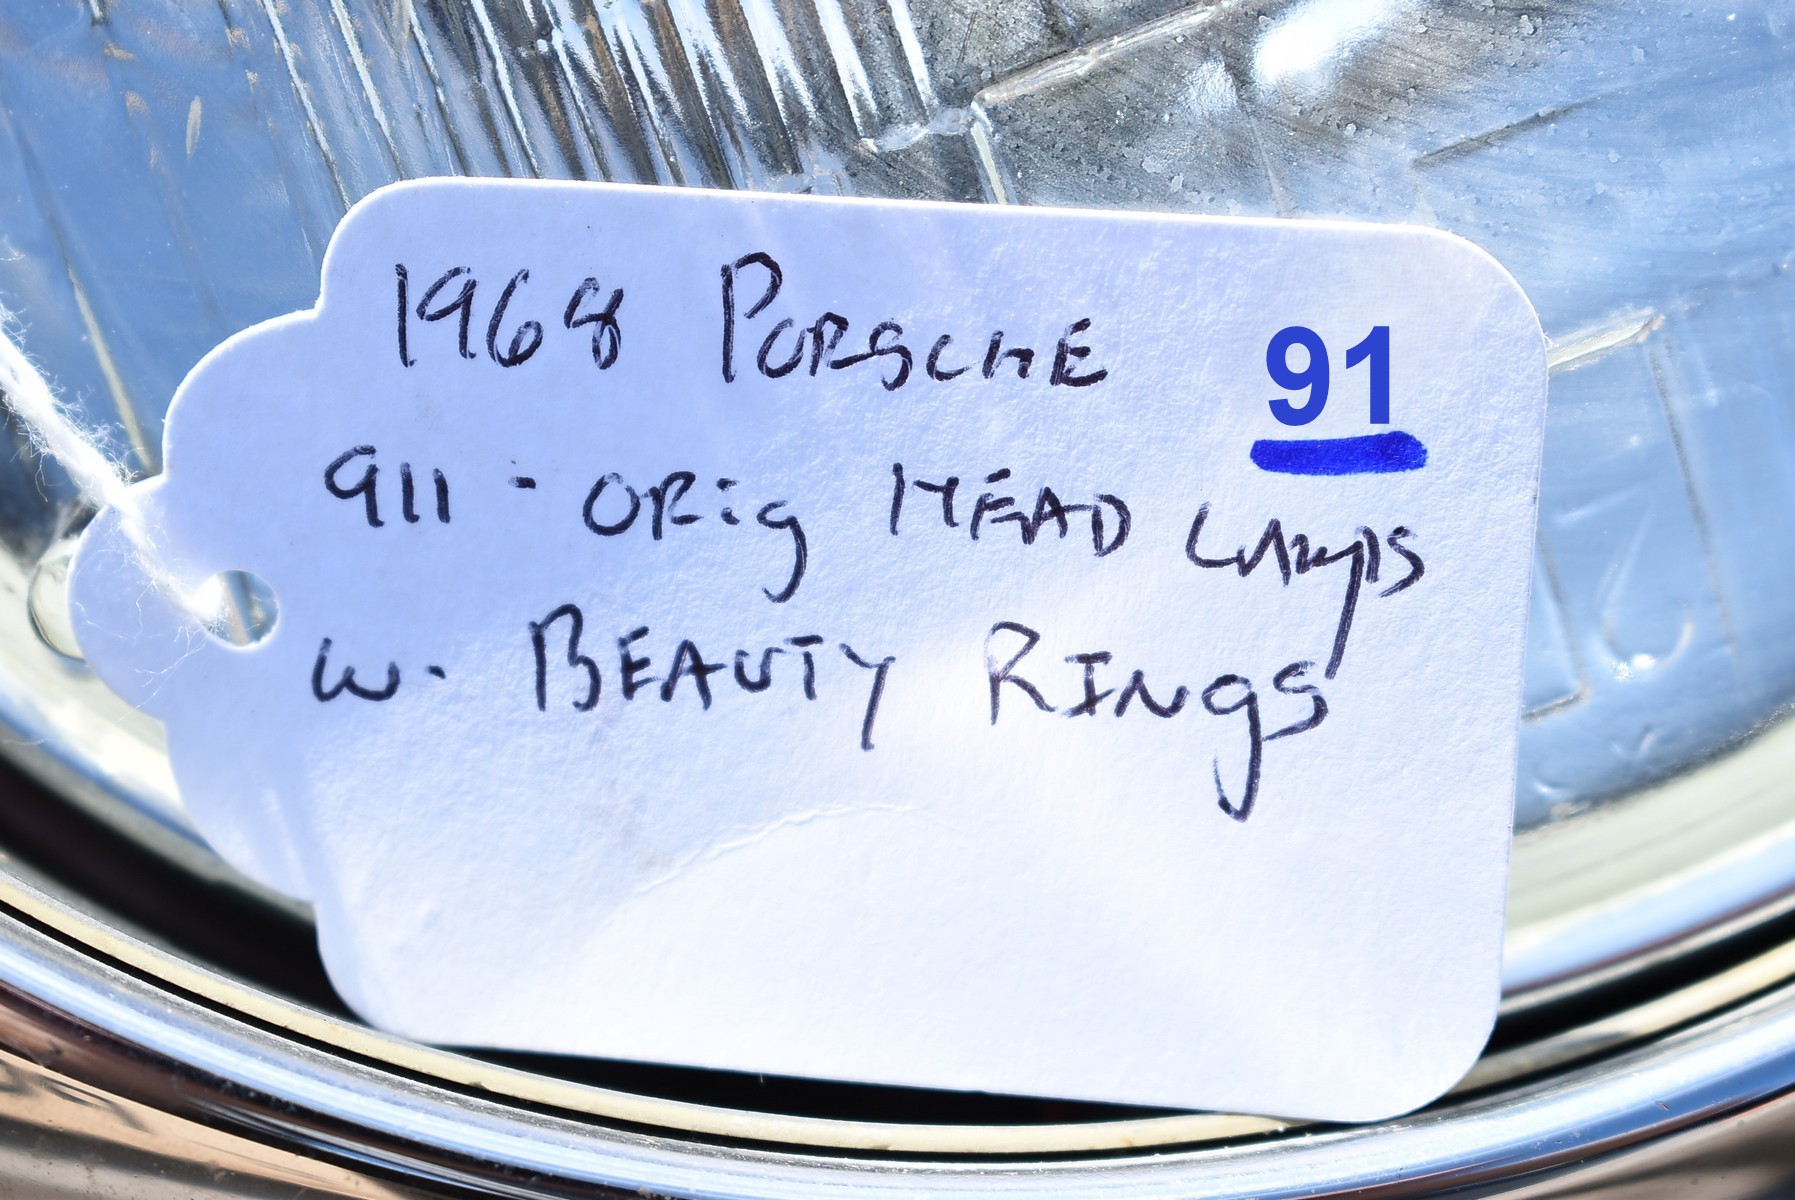 1968 PORSCHE 91
911 - ORig HEAD LAMPS
w. BEAUTY RINgS